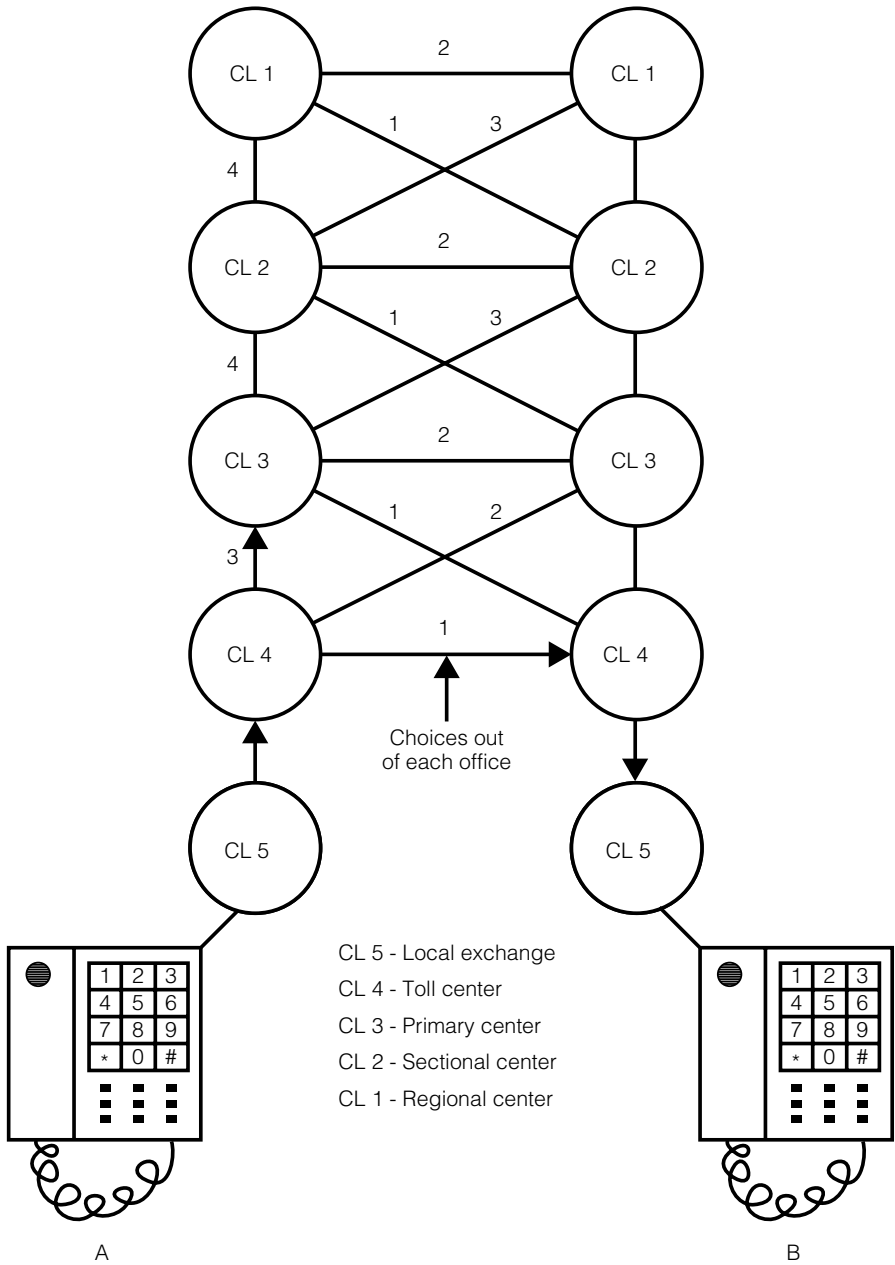 2
CL 1
CL 1
1
3
4
2
CL 2
CL 2
1
3
4
2
CL 3
CL 3
1
2
3
1
CL 4
CL 4
Choices out
of each office
CL 5
CL 5
CL 5 - Local exchange
CL 4 - Toll center
CL 3 - Primary center
CL 2 - Sectional center
CL 1 - Regional center
1 2 3
4 5 6
7 8 9
* 0 #
1 2 3
4 5 6
7 8 9
* 0 #
A
B